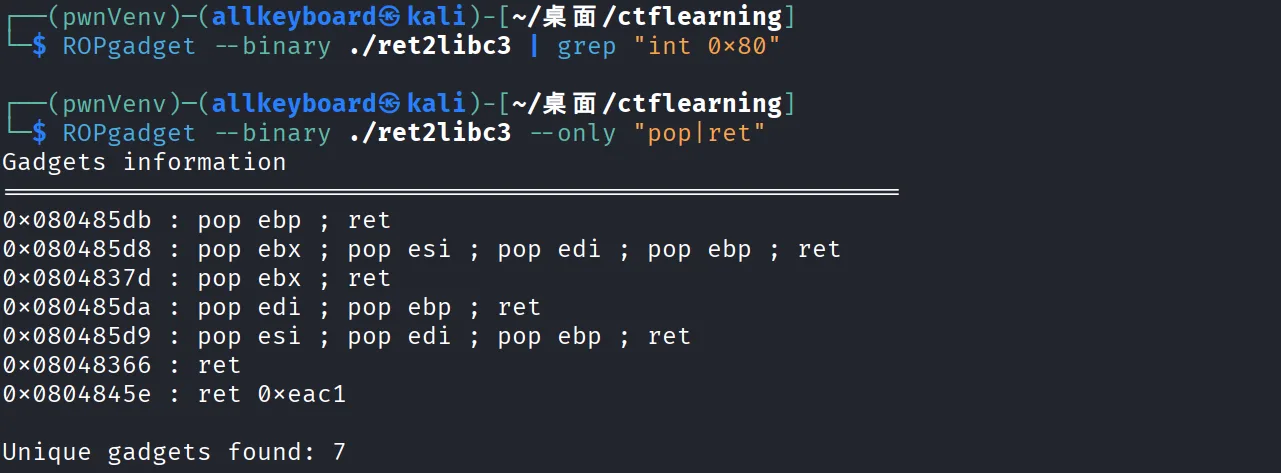 ┌──(pwnVenv)─(allkeyboard㉿kali)-[~/桌面/ctflearning]
└─$ ROPgadget --binary ./ret2libc3 | grep "int 0×80"
┌──(pwnVenv)─(allkeyboard㉿kali)-[~/桌面/ctflearning]
└─$ ROPgadget --binary ./ret2libc3 --only "pop|ret"
Gadgets information
============================================================
0×080485db : pop ebp ; ret
0×080485d8 : pop ebx ; pop esi ; pop edi ; pop ebp ; ret
0×0804837d : pop ebx ; ret
0×080485da : pop edi ; pop ebp ; ret
0×080485d9 : pop esi ; pop edi ; pop ebp ; ret
0×08048366 : ret
0×0804845e : ret 0×eac1
Unique gadgets found: 7